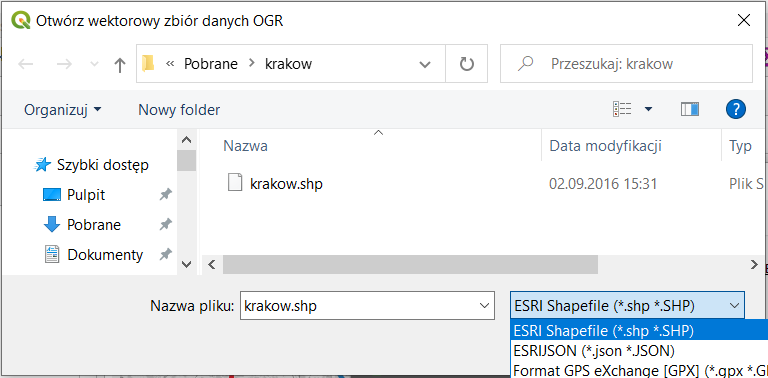 Otwórz wektorowy zbiór danych OGR
« Pobrane > krakow
Przeszukaj: krakow
Organizuj
Nowy folder
?
Nazwa
Data modyfikacji
Typ
Szybki dostęp
Pulpit
Pobrane
Dokumenty
krakow.shp
02.09.2016 15:31
Plik S
Nazwa pliku:
krakow.shp
ESRI Shapefile (*.shp *.SHP)
ESRI Shapefile (*.shp *.SHP)
ESRIJSON (*.json *.JSON)
Format GPS eXchange [GPX] (*.gpx *.G